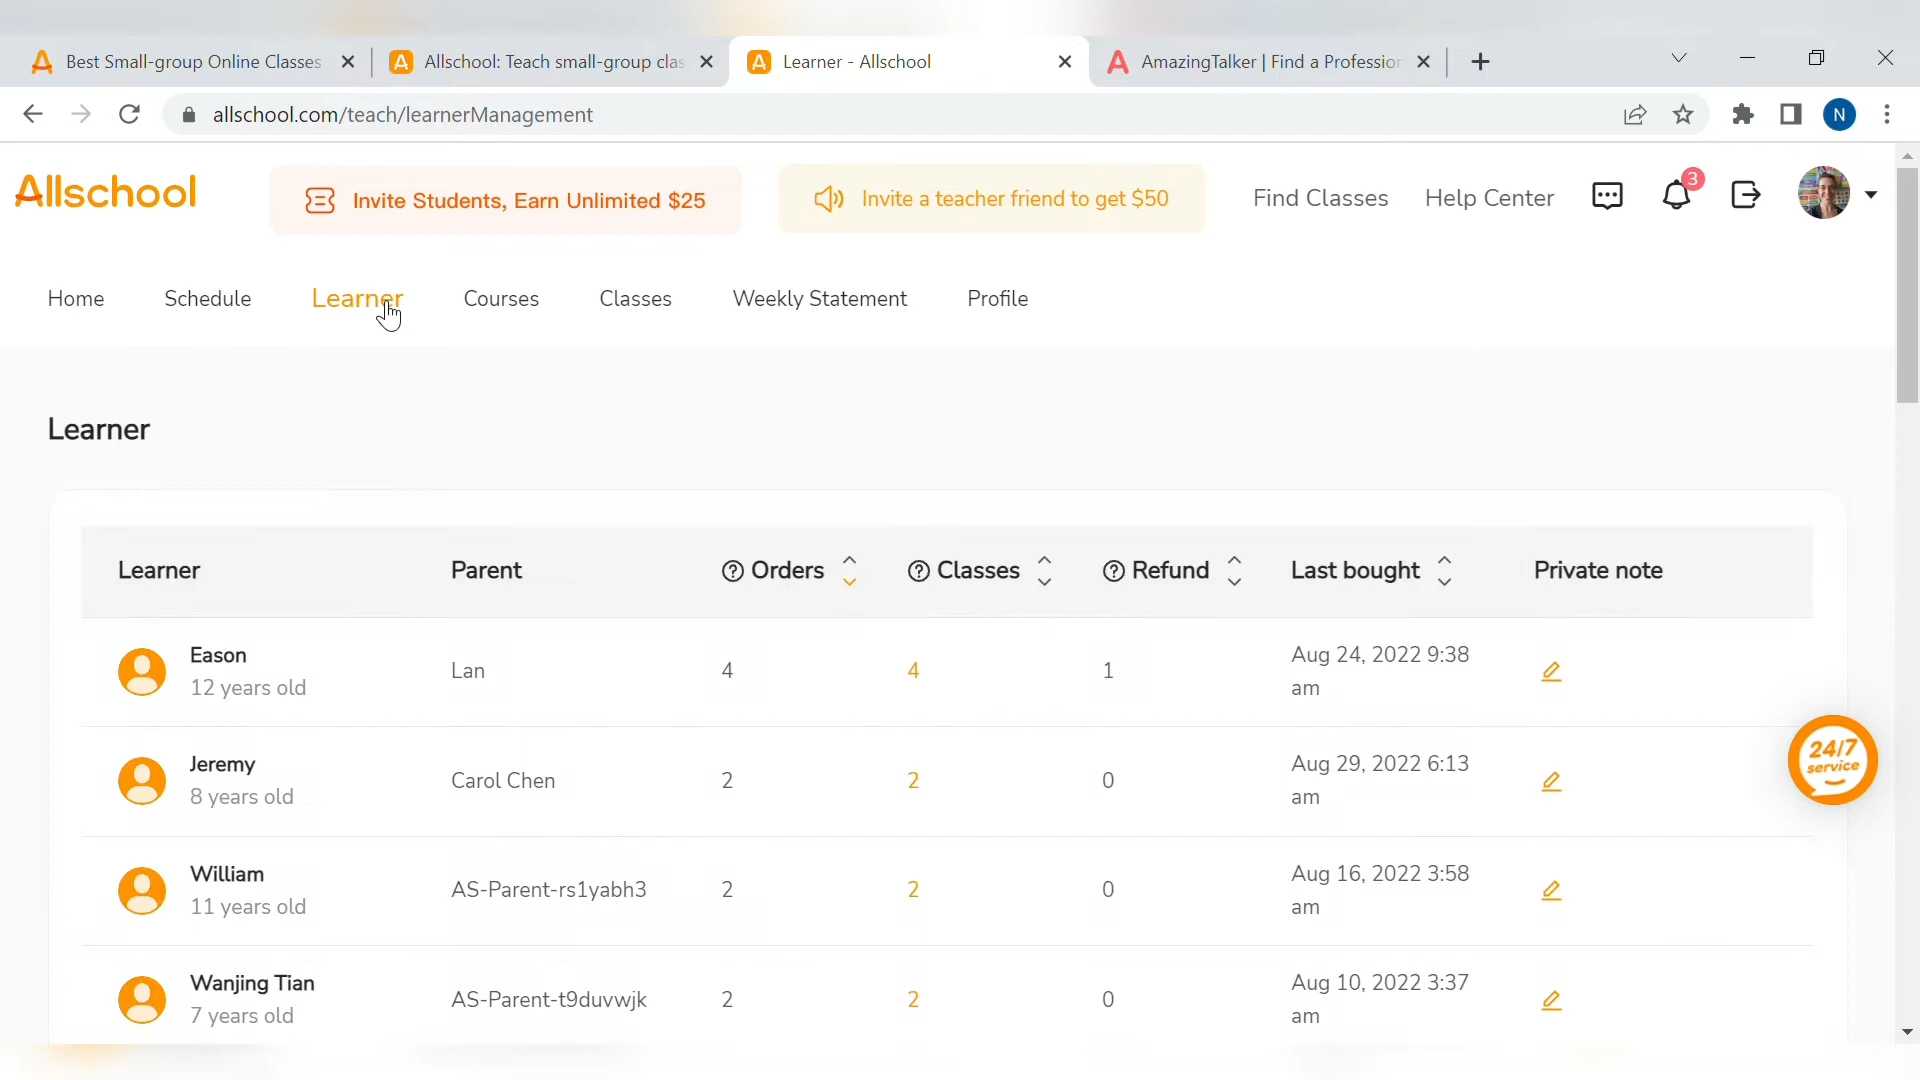 Best Small-group Online Classes
Allschool: Teach small-group clas
Learner - Allschool
AmazingTalker | Find a Profession
allschool.com/teach/learnerManagement
N
Allschool
Invite Students, Earn Unlimited $25
Invite a teacher friend to get $50
Find Classes
Help Center
3
Home
Schedule
Learner
Courses
Classes
Weekly Statement
Profile
Learner
Learner
Parent
Orders
Classes
Refund
Last bought
Private note
Eason
12 years old
Lan
4
4
1
Aug 24, 2022 9:38
am
Jeremy
8 years old
Carol Chen
2
2
0
Aug 29, 2022 6:13
am
24/7
service
William
11 years old
AS-Parent-rs1yabh3
2
2
0
Aug 16, 2022 3:58
am
Wanjing Tian
7 years old
AS-Parent-t9duvwjk
2
2
0
Aug 10, 2022 3:37
am